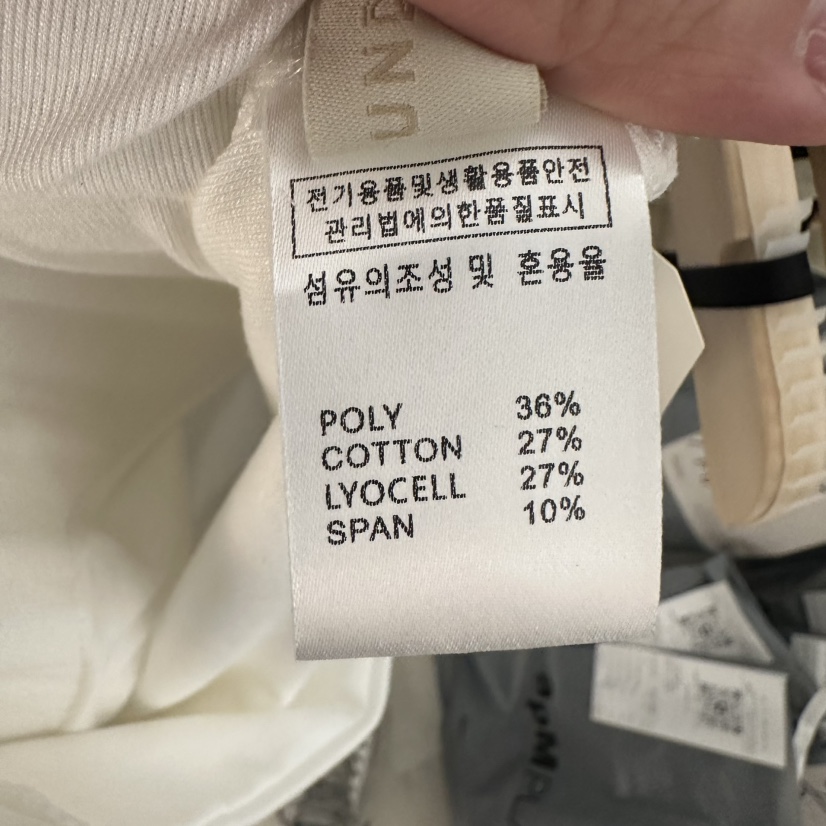 UND
전기용품및생활용품안전
관리법에의한품질표시
섬유의조성 및 혼용율
POLY 36%
COTTON 27%
LYOCELL 27%
SPAN 10%